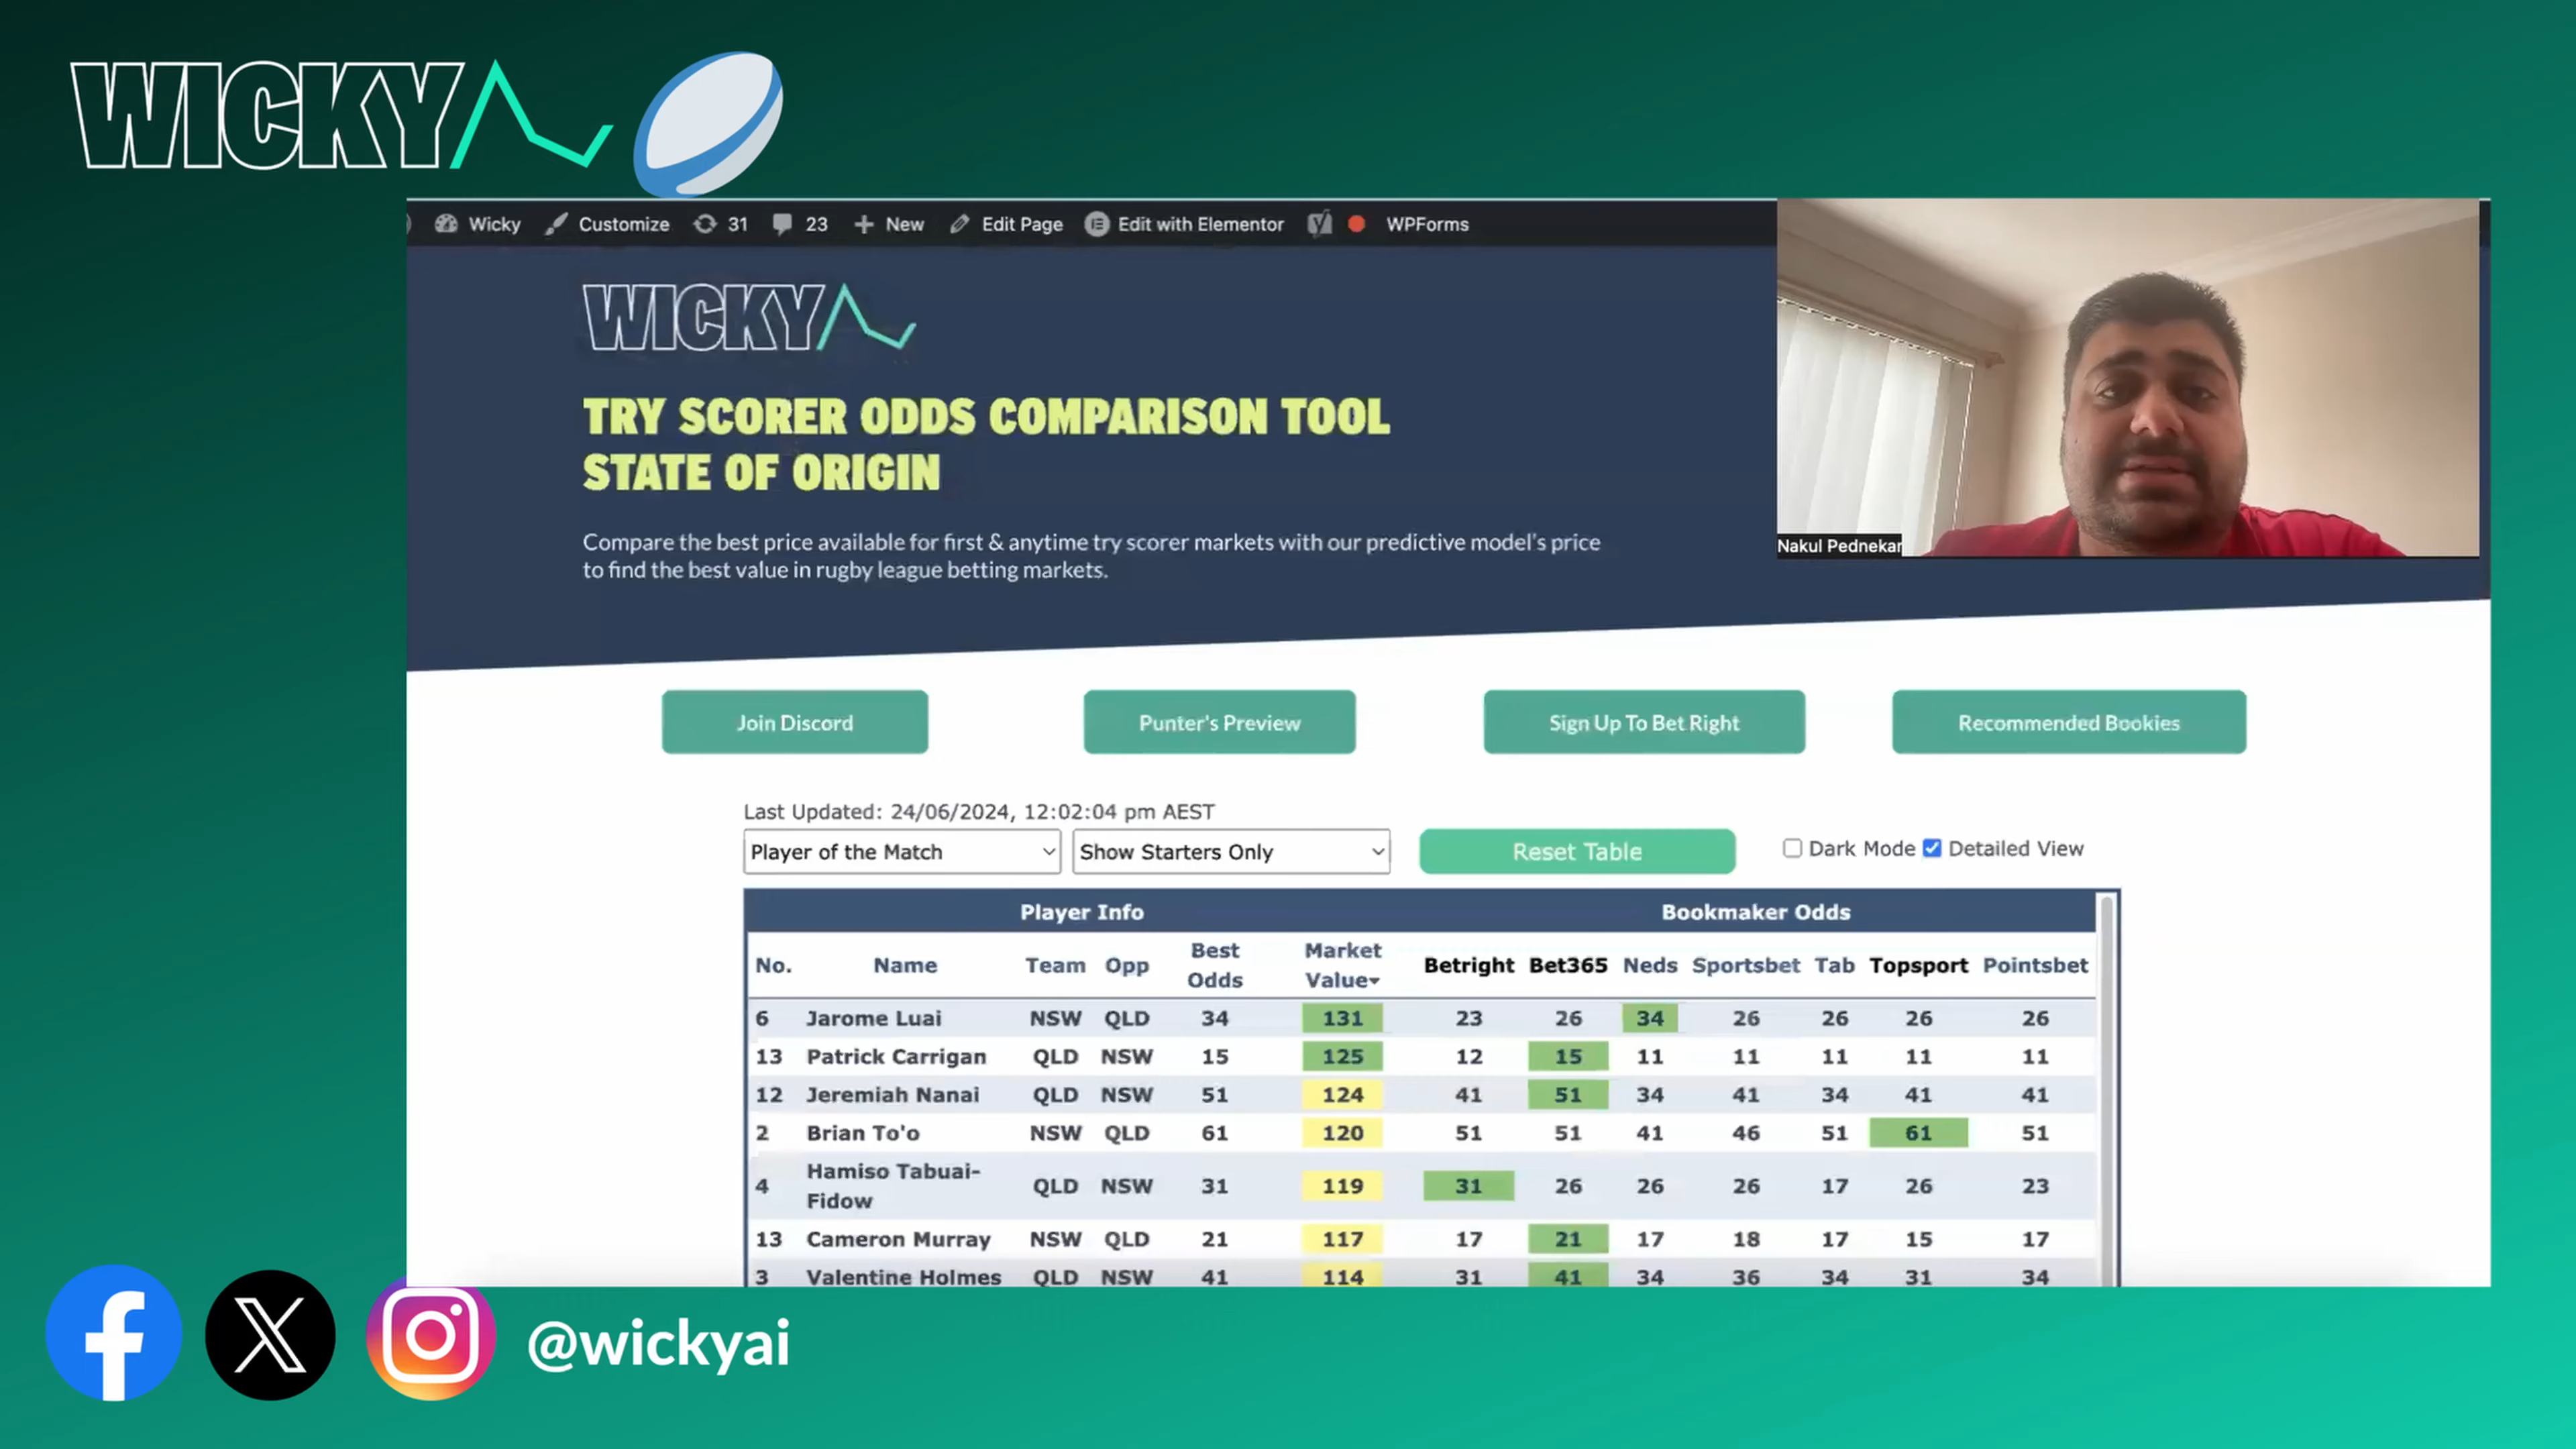 WICKY
Wicky Customize 31 23 New Edit Page Edit with Elementor WPForms
WICKY
TRY SCORER ODDS COMPARISON TOOL
STATE OF ORIGIN
Compare the best price available for first & anytime try scorer markets with our predictive model's price
to find the best value in rugby league betting markets.
Nakul Pednekar
Join Discord Punter's Preview Sign Up To Bet Right Recommended Bookies
Last Updated: 24/06/2024, 12:02:04 pm AEST
Player of the Match Show Starters Only Reset Table Dark Mode Detailed View
Player Info Bookmaker Odds
No. Name Team Opp Best Odds Market Value Betright Bet365 Neds Sportsbet Tab Topsport Pointsbet
6 Jarome Luai NSW QLD 34 131 23 26 34 26 26 26 26
13 Patrick Carrigan QLD NSW 15 125 12 15 11 11 11 11 11
12 Jeremiah Nanai QLD NSW 51 124 41 51 34 41 34 41 41
2 Brian To'o NSW QLD 61 120 51 51 41 46 51 61 51
4 Hamiso Tabuai-Fidow QLD NSW 31 119 31 26 26 26 17 26 23
13 Cameron Murray NSW QLD 21 117 17 21 17 18 17 15 17
3 Valentine Holmes QLD NSW 41 114 31 41 34 36 34 31 34
@wickyai